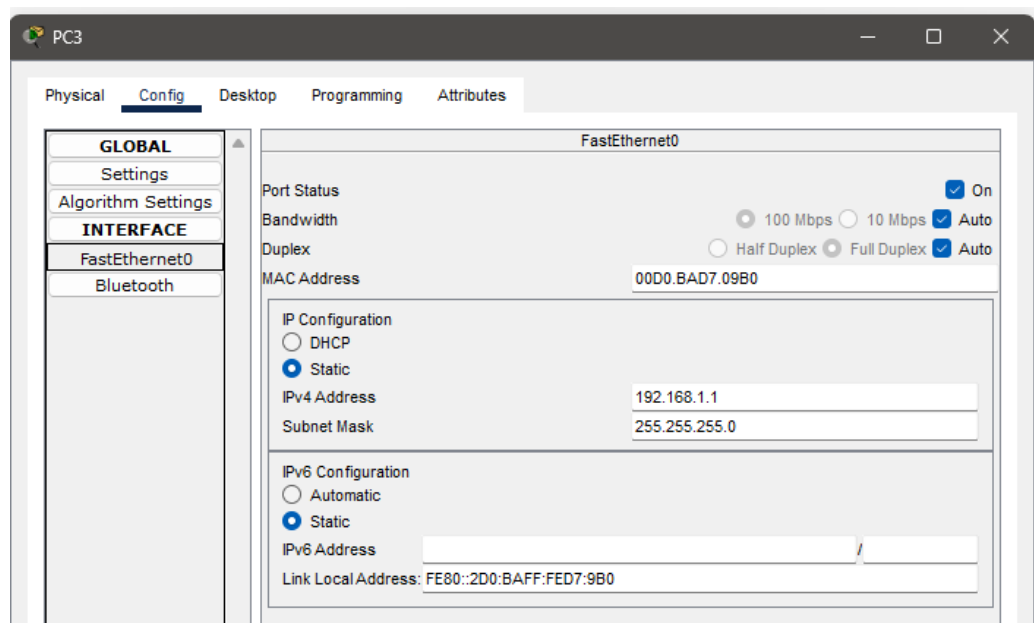 PC3
Physical Config Desktop Programming Attributes
GLOBAL
Settings
Algorithm Settings
INTERFACE
FastEthernet0
Bluetooth
FastEthernet0
Port Status On
Bandwidth 100 Mbps 10 Mbps Auto
Duplex Half Duplex Full Duplex Auto
MAC Address 00D0.BAD7.09B0
IP Configuration
DHCP
Static
IPv4 Address 192.168.1.1
Subnet Mask 255.255.255.0
IPv6 Configuration
Automatic
Static
IPv6 Address /
Link Local Address: FE80::2D0:BAFF:FED7:9B0